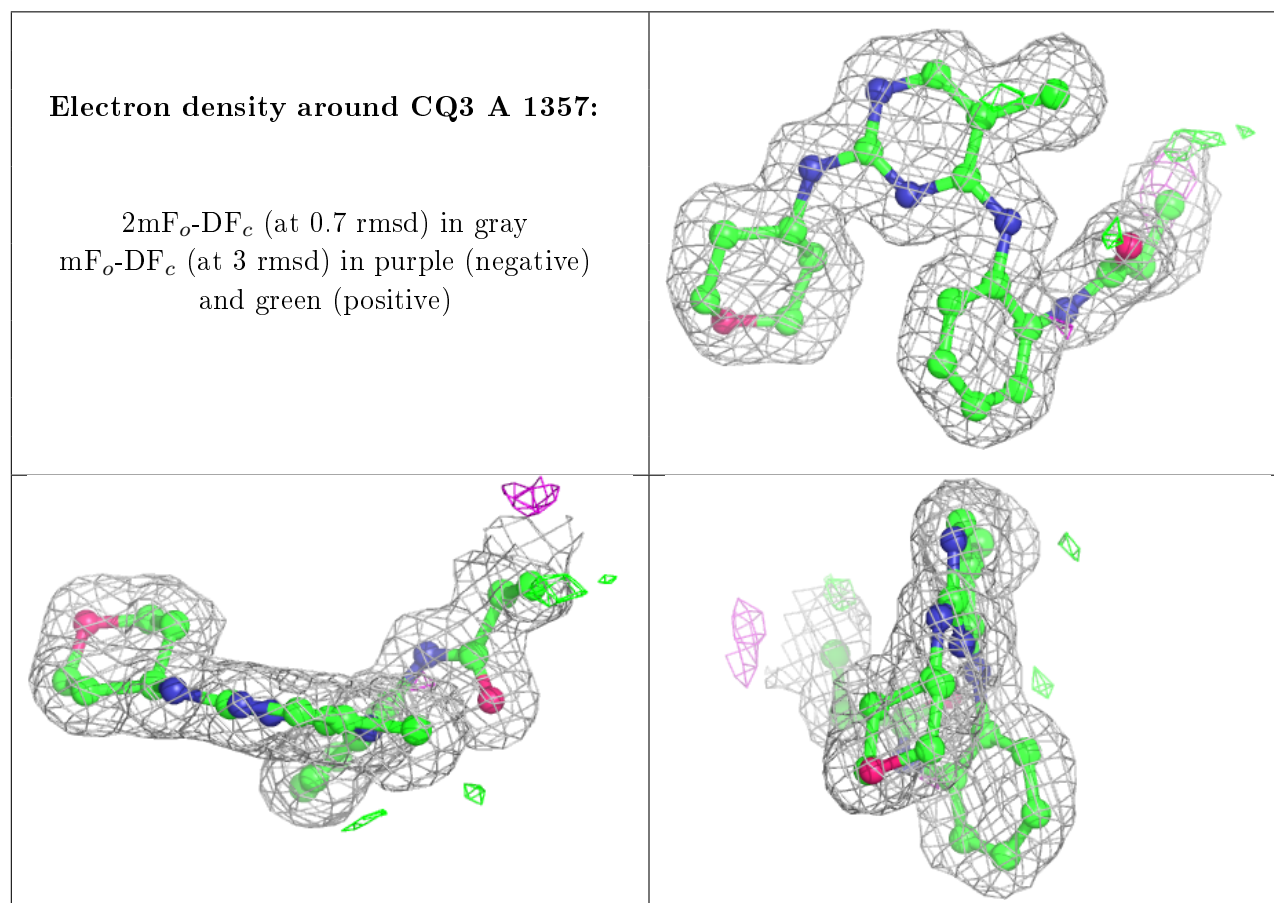 Electron density around CQ3 A 1357:
2mFo-DFc (at 0.7 rmsd) in gray
mFo-DFc (at 3 rmsd) in purple (negative)
and green (positive)